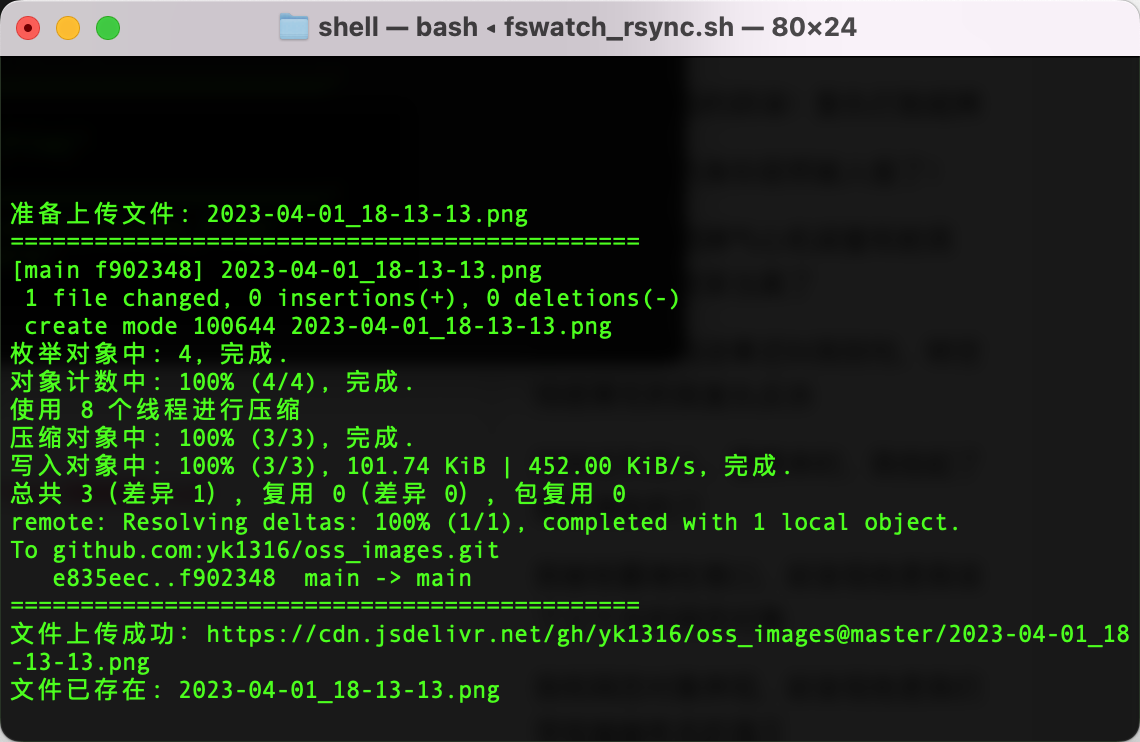 shell — bash ◂ fswatch_rsync.sh — 80×24
准备上传文件: 2023-04-01_18-13-13.png
=============================================
[main f902348] 2023-04-01_18-13-13.png
 1 file changed, 0 insertions(+), 0 deletions(-)
 create mode 100644 2023-04-01_18-13-13.png
枚举对象中: 4, 完成.
对象计数中: 100% (4/4), 完成.
使用 8 个线程进行压缩
压缩对象中: 100% (3/3), 完成.
写入对象中: 100% (3/3), 101.74 KiB | 452.00 KiB/s, 完成.
总共 3（差异 1），复用 0（差异 0），包复用 0
remote: Resolving deltas: 100% (1/1), completed with 1 local object.
To github.com:yk1316/oss_images.git
   e835eec..f902348  main -> main
=============================================
文件上传成功: https://cdn.jsdelivr.net/gh/yk1316/oss_images@master/2023-04-01_18
-13-13.png
文件已存在: 2023-04-01_18-13-13.png